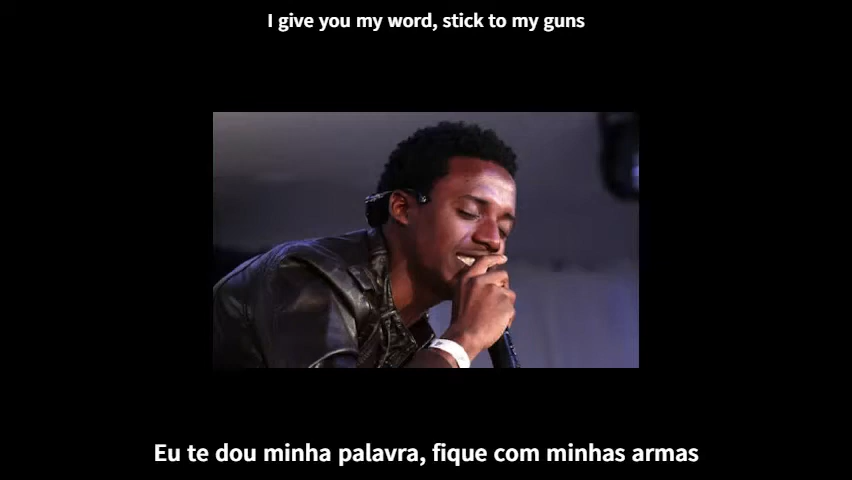 I give you my word, stick to my guns
Eu te dou minha palavra, fique com minhas armas